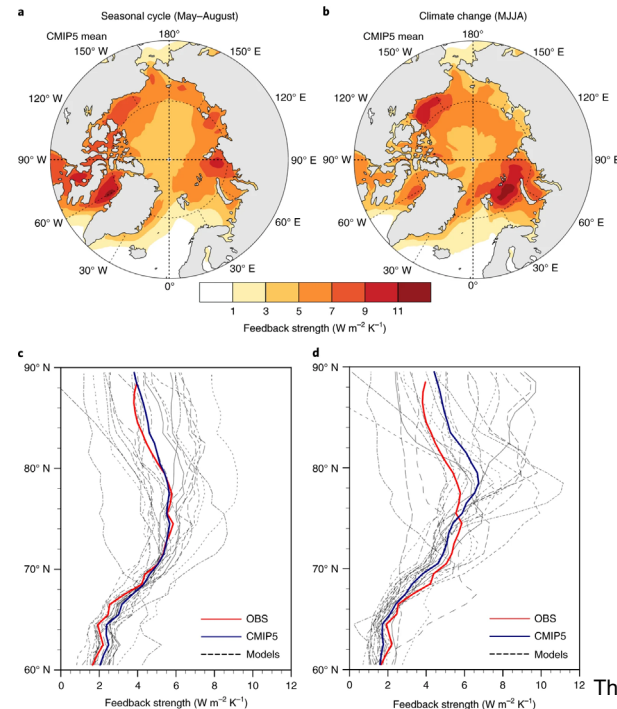 a
Seasonal cycle (May–August)
CMIP5 mean
180°
150° W
150° E
120° W
120° E
90° W
90° E
60° W
60° E
30° W
30° E
0°
b
Climate change (MJJA)
CMIP5 mean
180°
150° W
150° E
120° W
120° E
90° W
60° W
60° E
30° W
30° E
0°
1 3 5 7 9 11
Feedback strength (W m⁻² K⁻¹)
c
90° N
80° N
70° N
60° N
OBS
CMIP5
Models
0 2 4 6 8 10 12
Feedback strength (W m⁻² K⁻¹)
d
90° N
80° N
70° N
60° N
OBS
CMIP5
Models
0 2 4 6 8 10 12
Feedback strength (W m⁻² K⁻¹)
Th